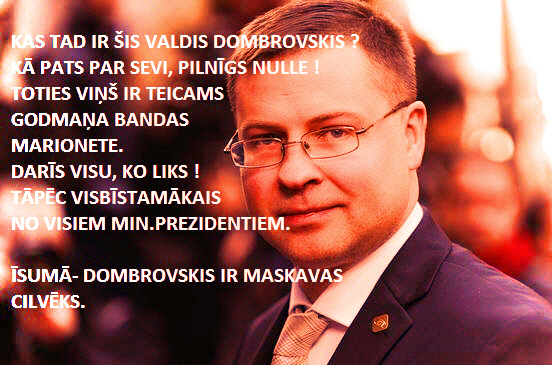 KAS TAD IR ŠIS VALDIS DOMBROVSKIS ?
KĀ PATS PAR SEVI, PILNĪGS NULLE !
TOTIES VIŅŠ IR TEICAMS
GODMAŅA BANDAS
MARIONETE.
DARĪS VISU, KO LIKS !
TĀPĒC VISBĪSTAMĀKAIS
NO VISIEM MIN.PREZIDENTIEM.
ĪSUMĀ- DOMBROVSKIS IR MASKAVAS
CILVĒKS.